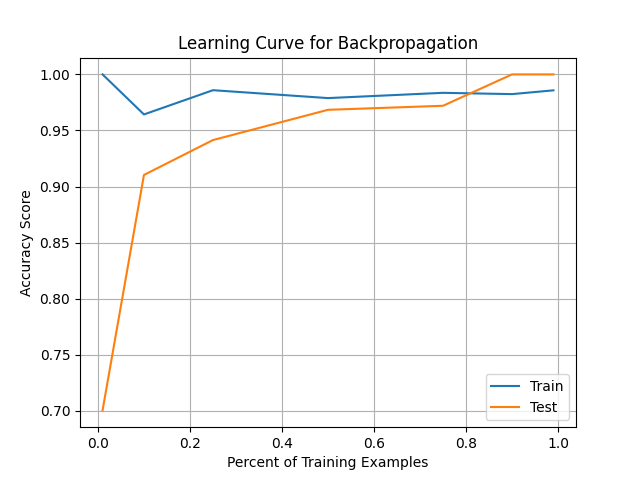 Learning Curve for Backpropagation
1.00
0.95
0.90
0.85
0.80
0.75
0.70
Accuracy Score
0.0 0.2 0.4 0.6 0.8 1.0
Percent of Training Examples
Train
Test